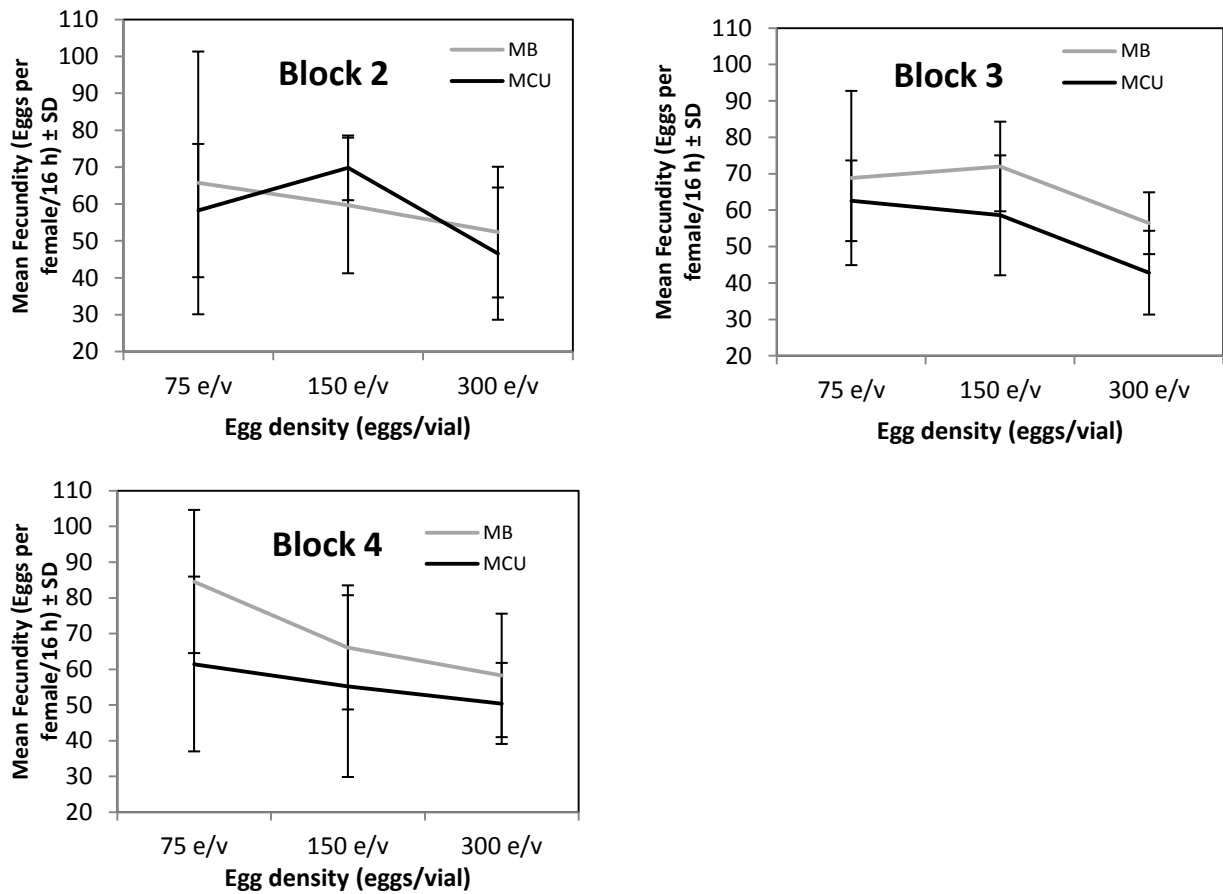 Mean Fecundity (Eggs per
female/16 h) ± SD
110
100
90
80
70
60
50
40
30
20
Block 2
MB
MCU
75 e/v 150 e/v 300 e/v
Egg density (eggs/vial)
Mean Fecundity (Eggs per
female/16 h) ± SD
110
100
90
80
70
60
50
40
30
20
Block 3
MB
MCU
75 e/v 150 e/v 300 e/v
Egg density (eggs/vial)
Mean Fecundity (Eggs per
female/16 h) ± SD
110
100
90
80
70
60
50
40
30
20
Block 4
MB
MCU
75 e/v 150 e/v 300 e/v
Egg density (eggs/vial)